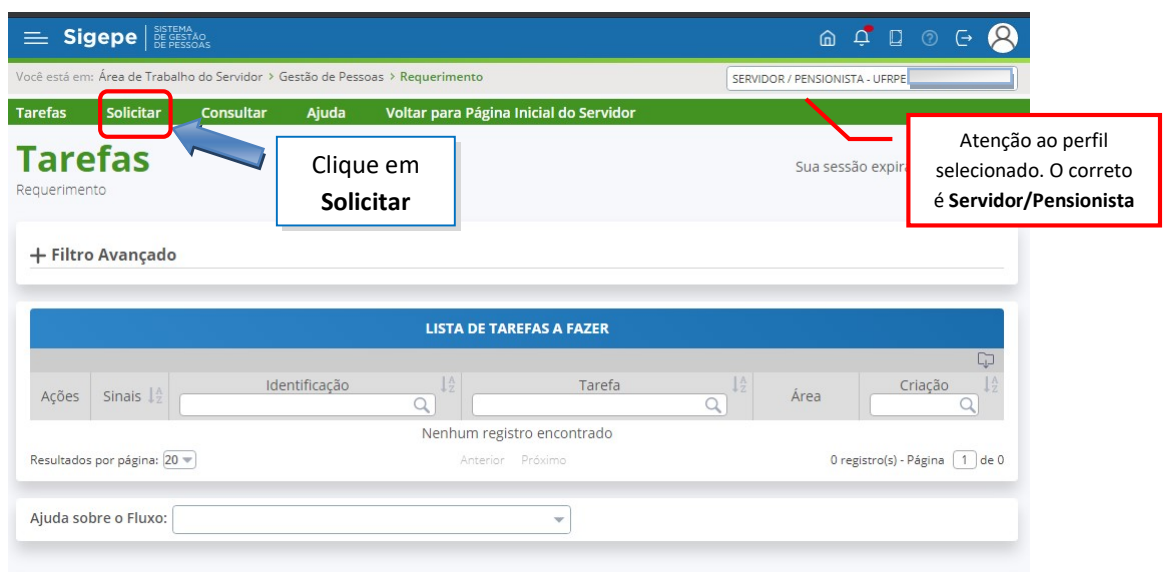 Sigepe SISTEMA
DE GESTÃO
DE PESSOAS
Você está em: Área de Trabalho do Servidor > Gestão de Pessoas > Requerimento
SERVIDOR / PENSIONISTA - UFRPE
Tarefas Solicitar Consultar Ajuda Voltar para Página Inicial do Servidor
Clique em
Solicitar
Atenção ao perfil
selecionado. O correto
é Servidor/Pensionista
Tarefas
Requerimento
Sua sessão expira
+ Filtro Avançado
LISTA DE TAREFAS A FAZER
Ações Sinais Identificação Tarefa Área Criação
Nenhum registro encontrado
Resultados por página: 20 Anterior Próximo 0 registro(s) - Página 1 de 0
Ajuda sobre o Fluxo: